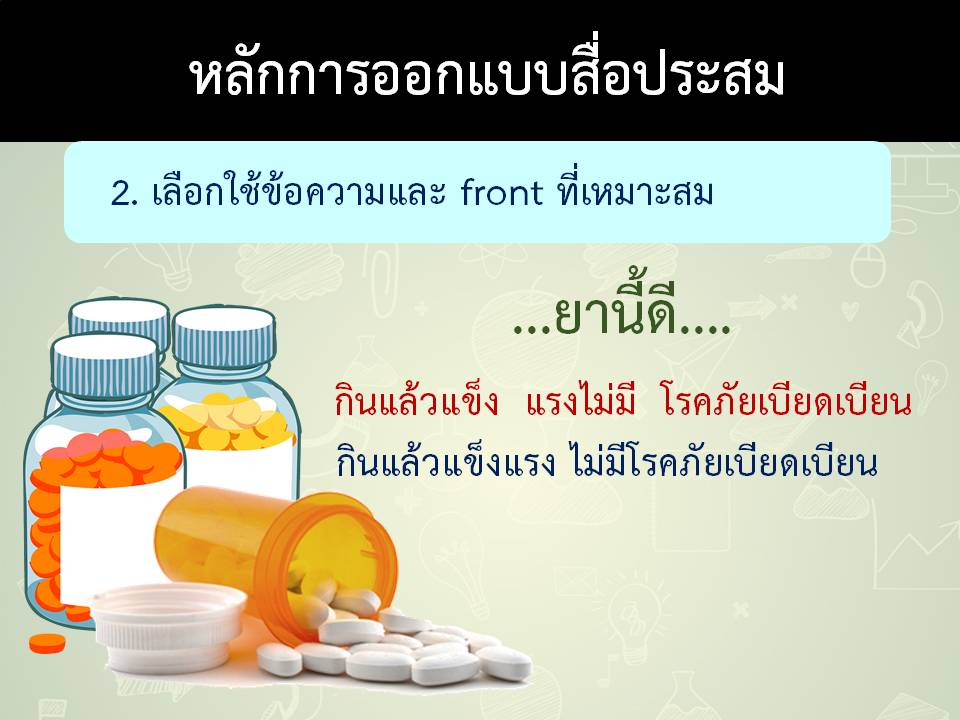 หลักการออกแบบสื่อประสม
2. เลือกใช้ข้อความและ front ที่เหมาะสม
...ยานี้ดี....
กินแล้วแข็ง แรงไม่มี โรคภัยเบียดเบียน
กินแล้วแข็งแรง ไม่มีโรคภัยเบียดเบียน